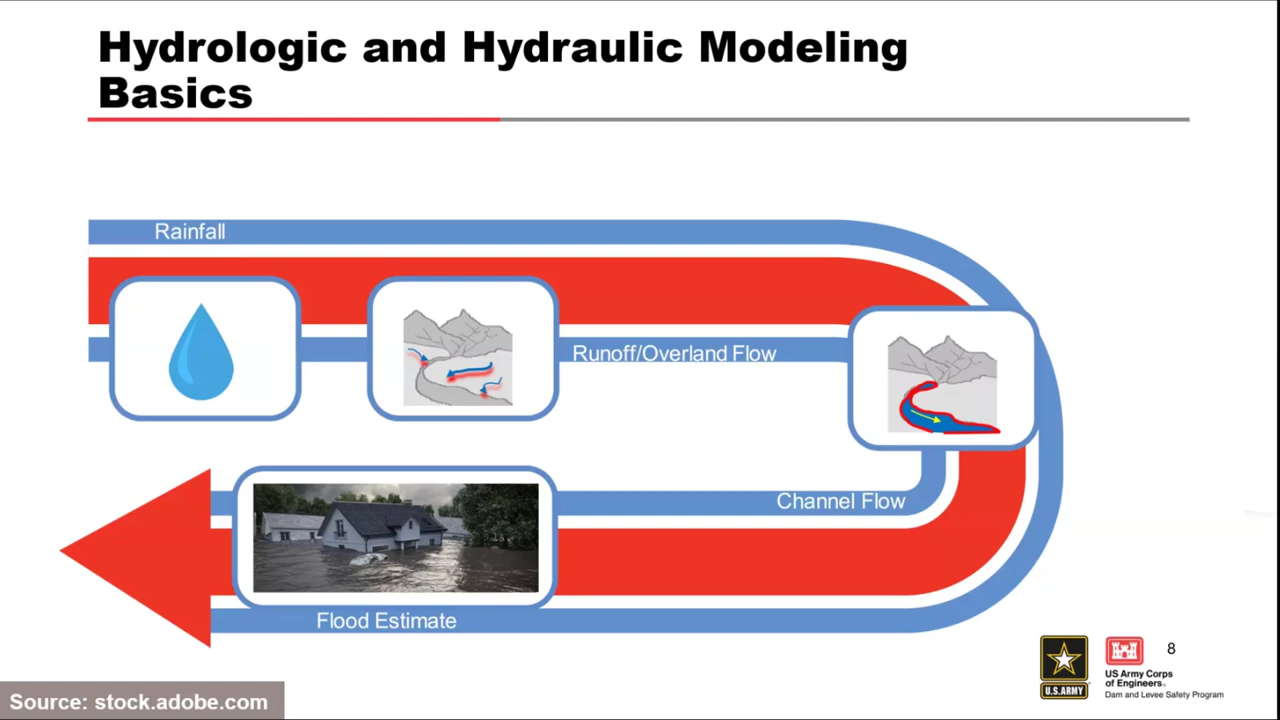 Hydrologic and Hydraulic Modeling
Basics
Rainfall
Runoff/Overland Flow
Channel Flow
Flood Estimate
8
U.S.ARMY
US Army Corps
of Engineers®
Dam and Levee Safety Program
Source: stock.adobe.com